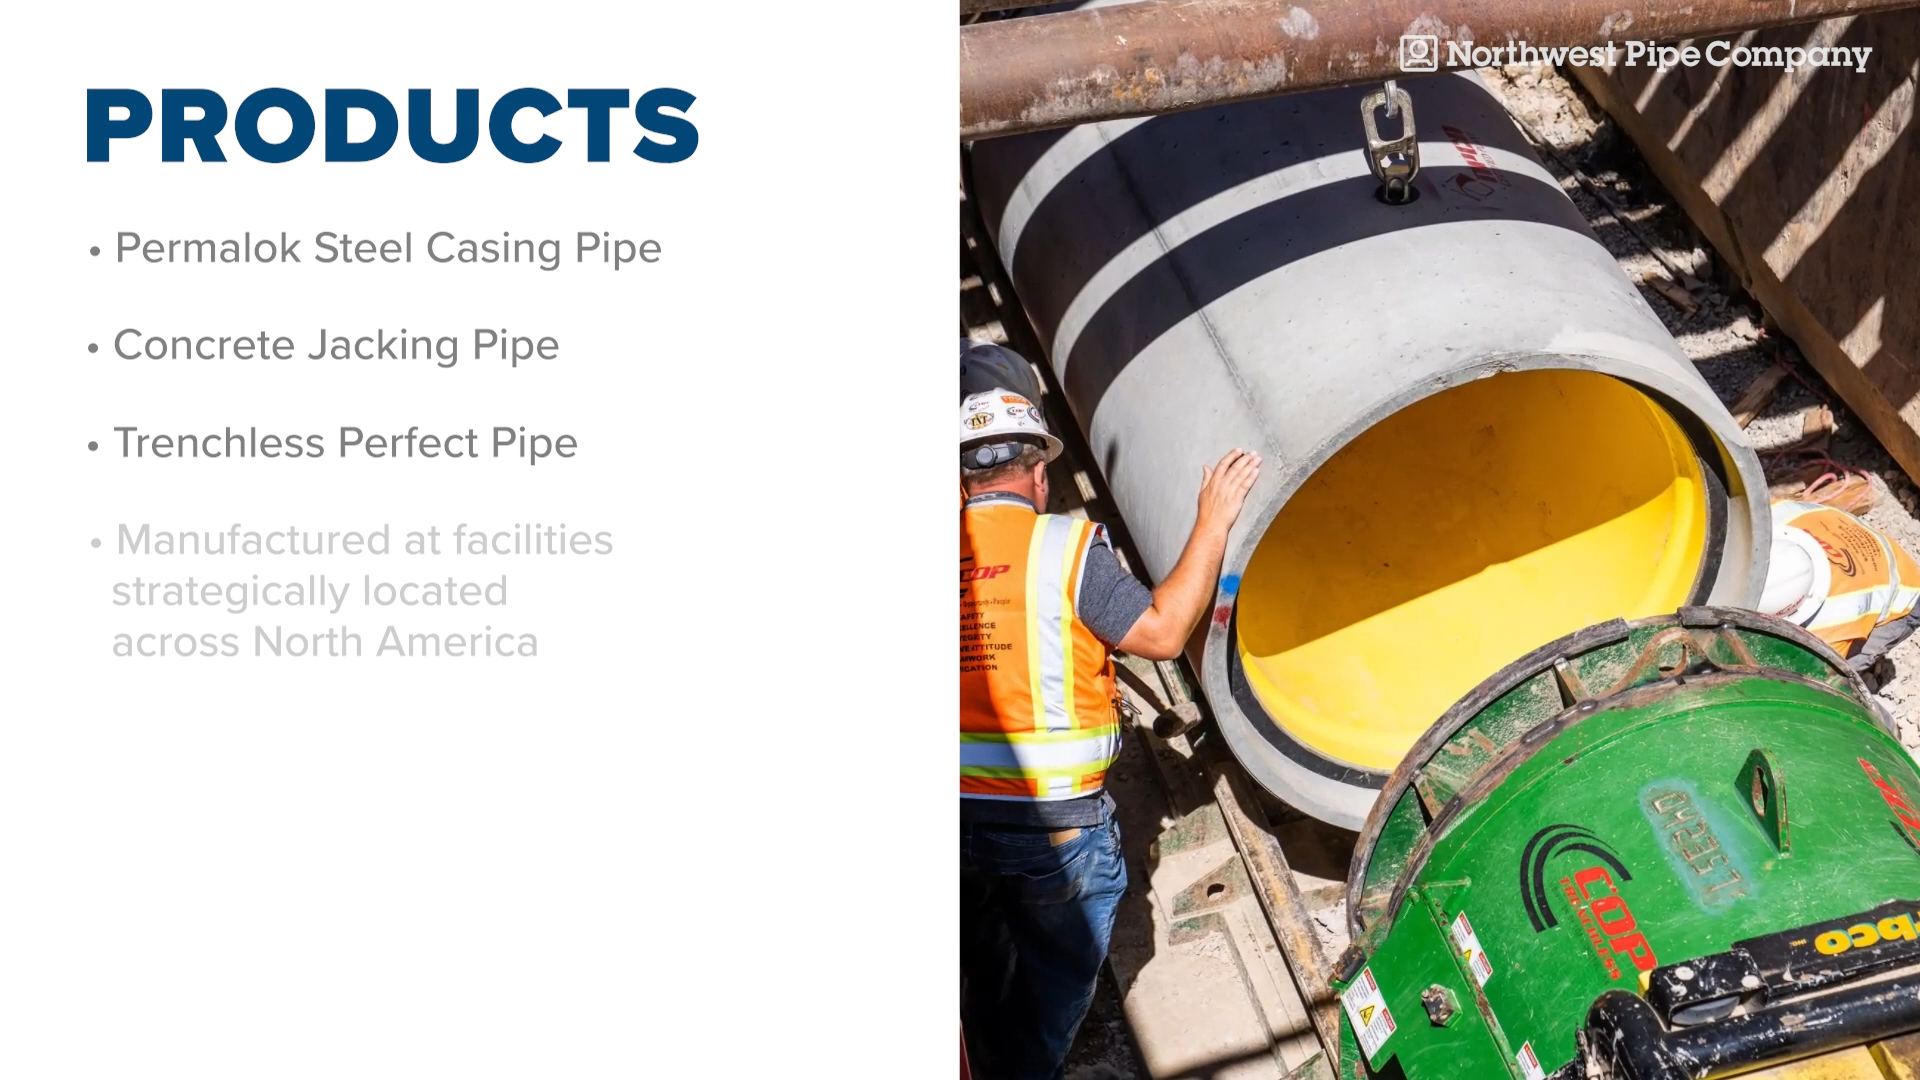 Northwest Pipe Company
PRODUCTS
• Permalok Steel Casing Pipe
• Concrete Jacking Pipe
• Trenchless Perfect Pipe
• Manufactured at facilities
strategically located
across North America
COP
TRENCHLESS